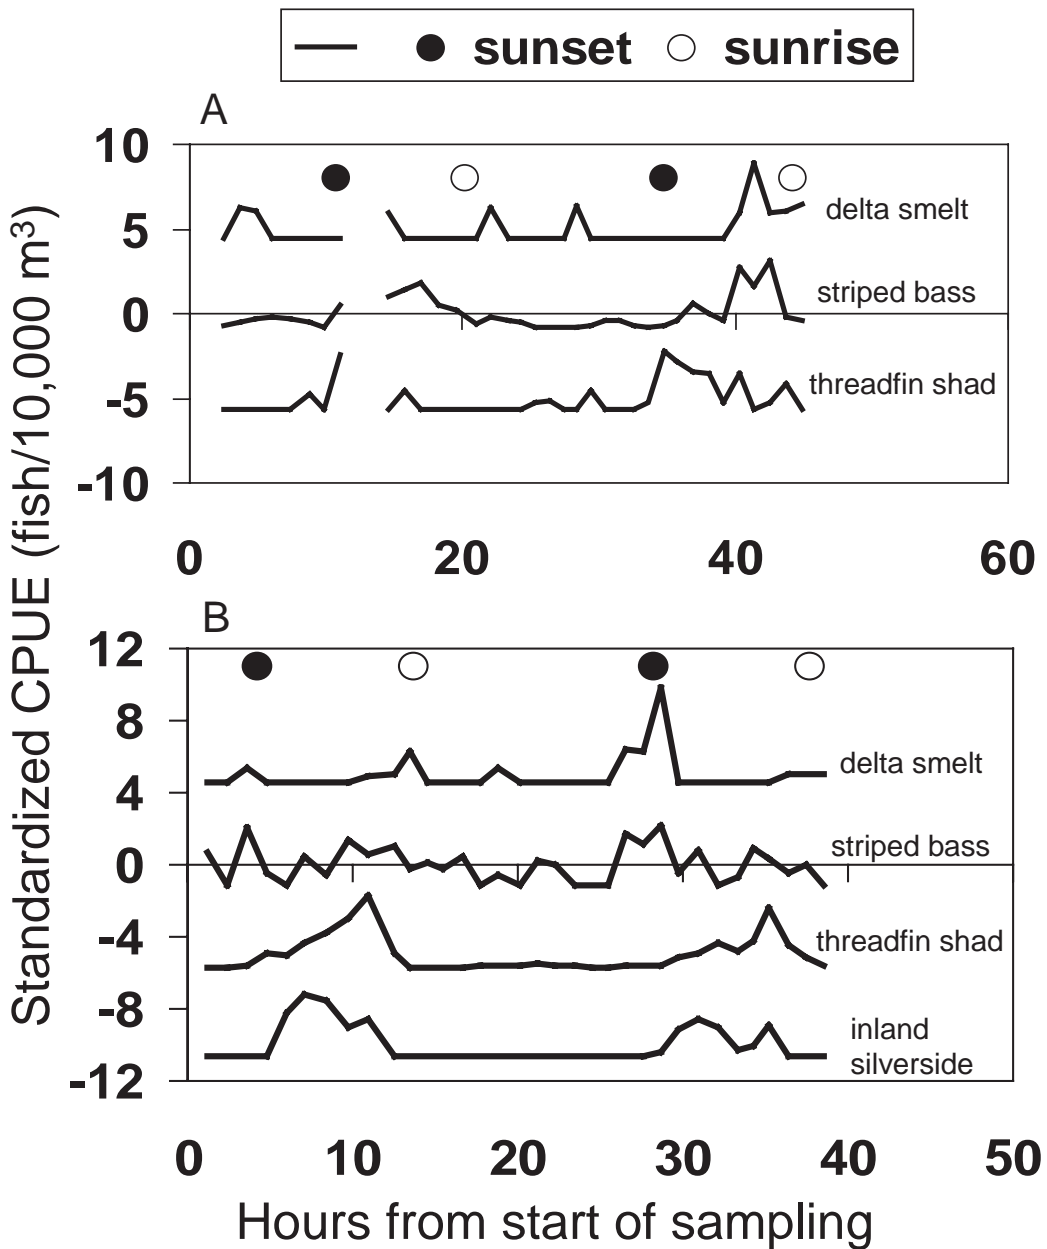 sunset sunrise
A
10
5
0
-5
-10
delta smelt
striped bass
threadfin shad
0 20 40 60
B
12
8
4
0
-4
-8
-12
delta smelt
striped bass
threadfin shad
inland
silverside
0 10 20 30 40 50
Hours from start of sampling
Standardized CPUE (fish/10,000 m³)